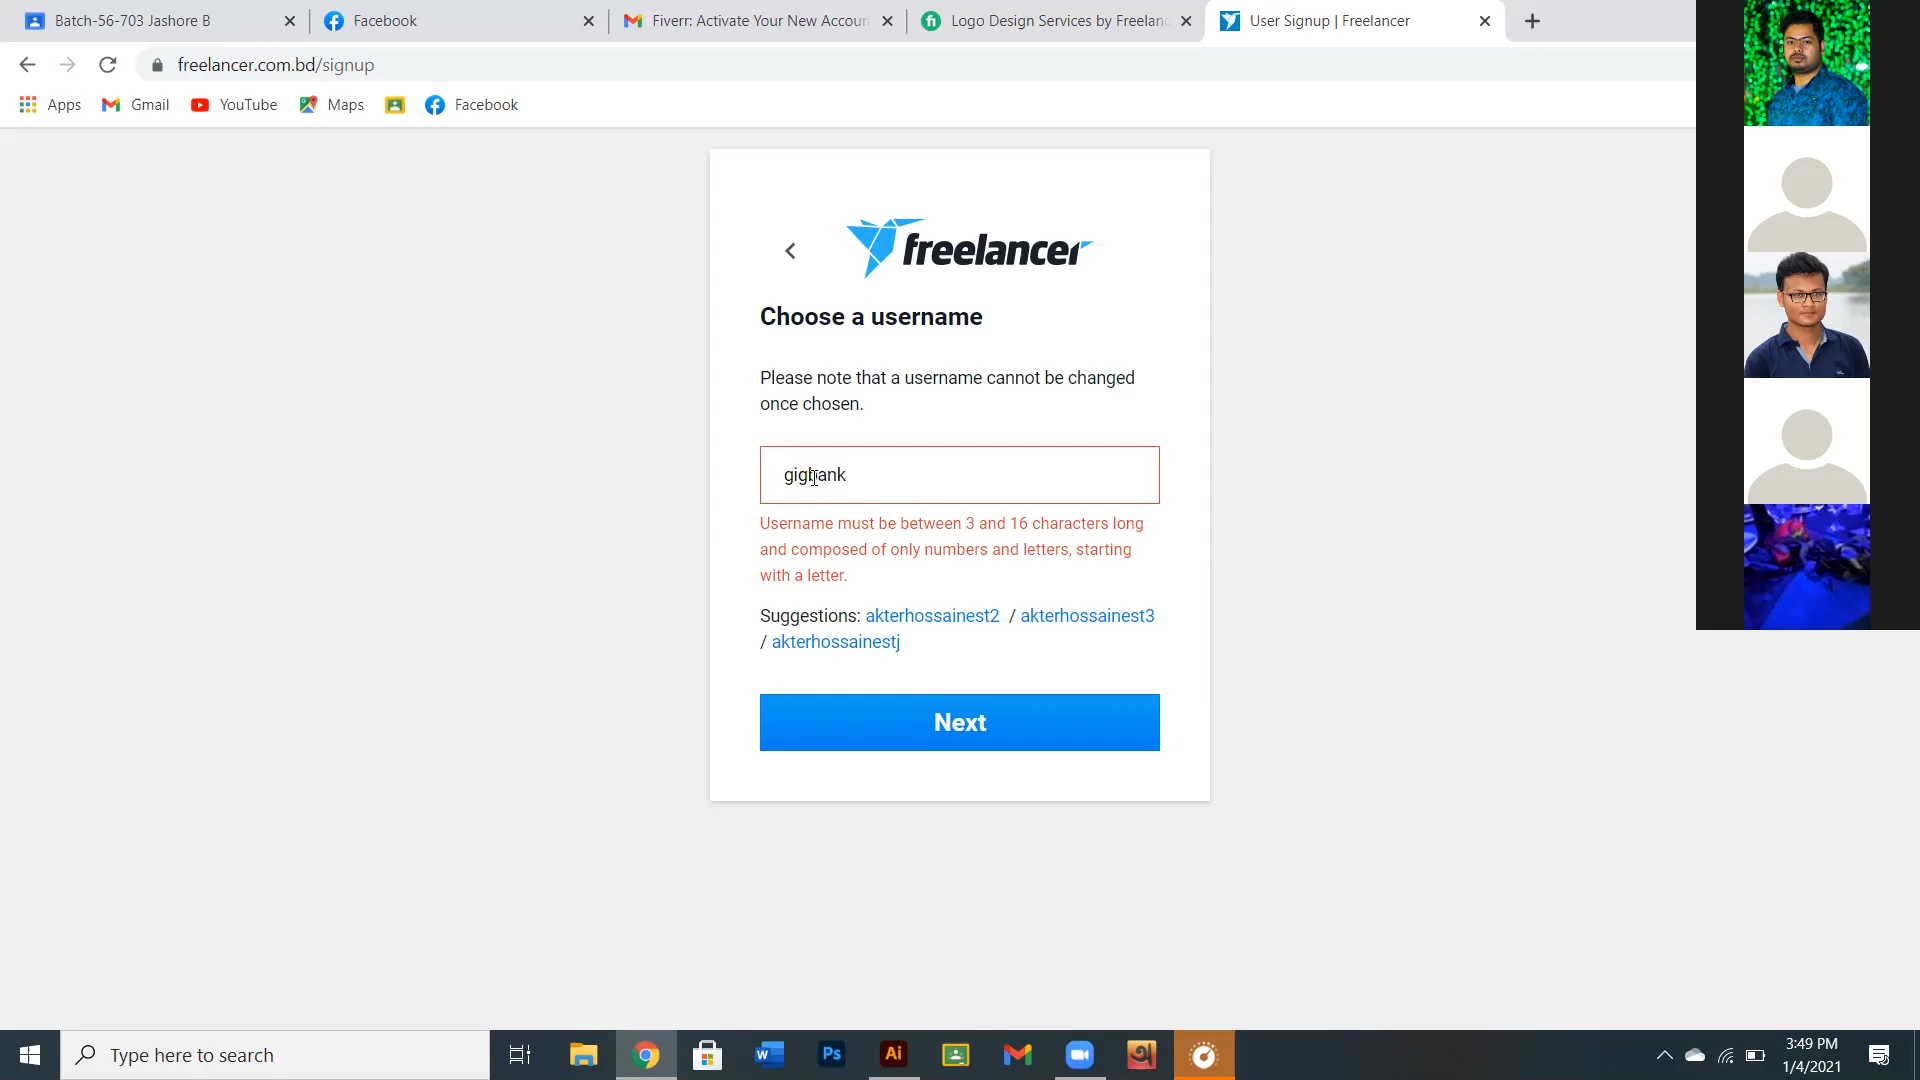 Batch-56-703 Jashore B
Facebook
Fiverr: Activate Your New Accoun
Logo Design Services by Freelanc
User Signup | Freelancer
freelancer.com.bd/signup
Apps
Gmail
YouTube
Maps
Facebook
freelancer
Choose a username
Please note that a username cannot be changed
once chosen.
gigbank
Username must be between 3 and 16 characters long
and composed of only numbers and letters, starting
with a letter.
Suggestions: akterhossainest2 / akterhossainest3
/ akterhossainestj
Next
Type here to search
W
Ps
Ai
অ
3:49 PM
1/4/2021